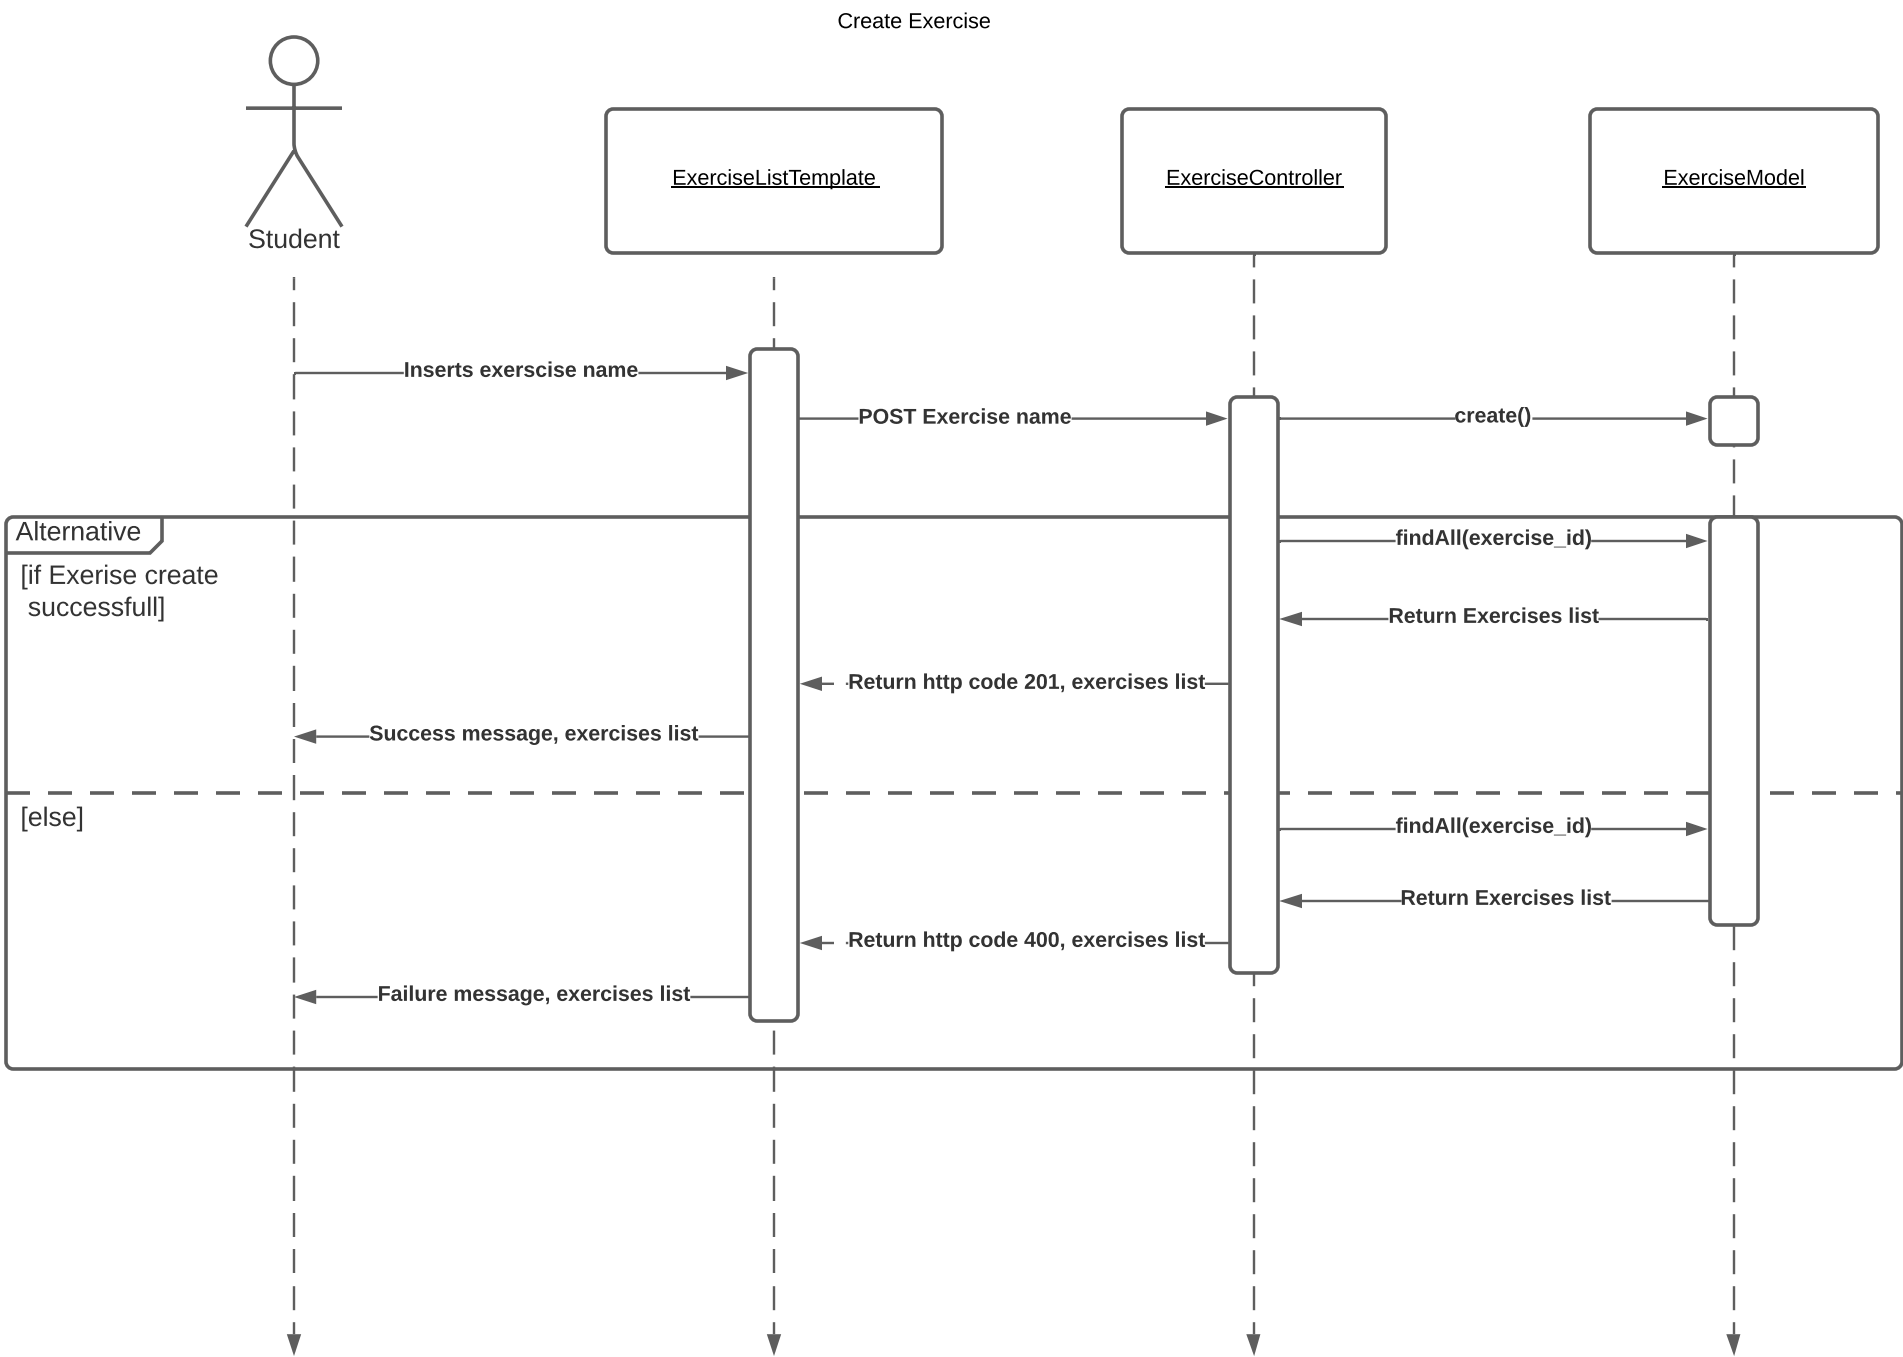 Create Exercise
Student
ExerciseListTemplate
ExerciseController
ExerciseModel
Inserts exerscise name
POST Exercise name
create()
Alternative
[if Exerise create
successfull]
findAll(exercise_id)
Return Exercises list
Return http code 201, exercises list
Success message, exercises list
[else]
findAll(exercise_id)
Return Exercises list
Return http code 400, exercises list
Failure message, exercises list